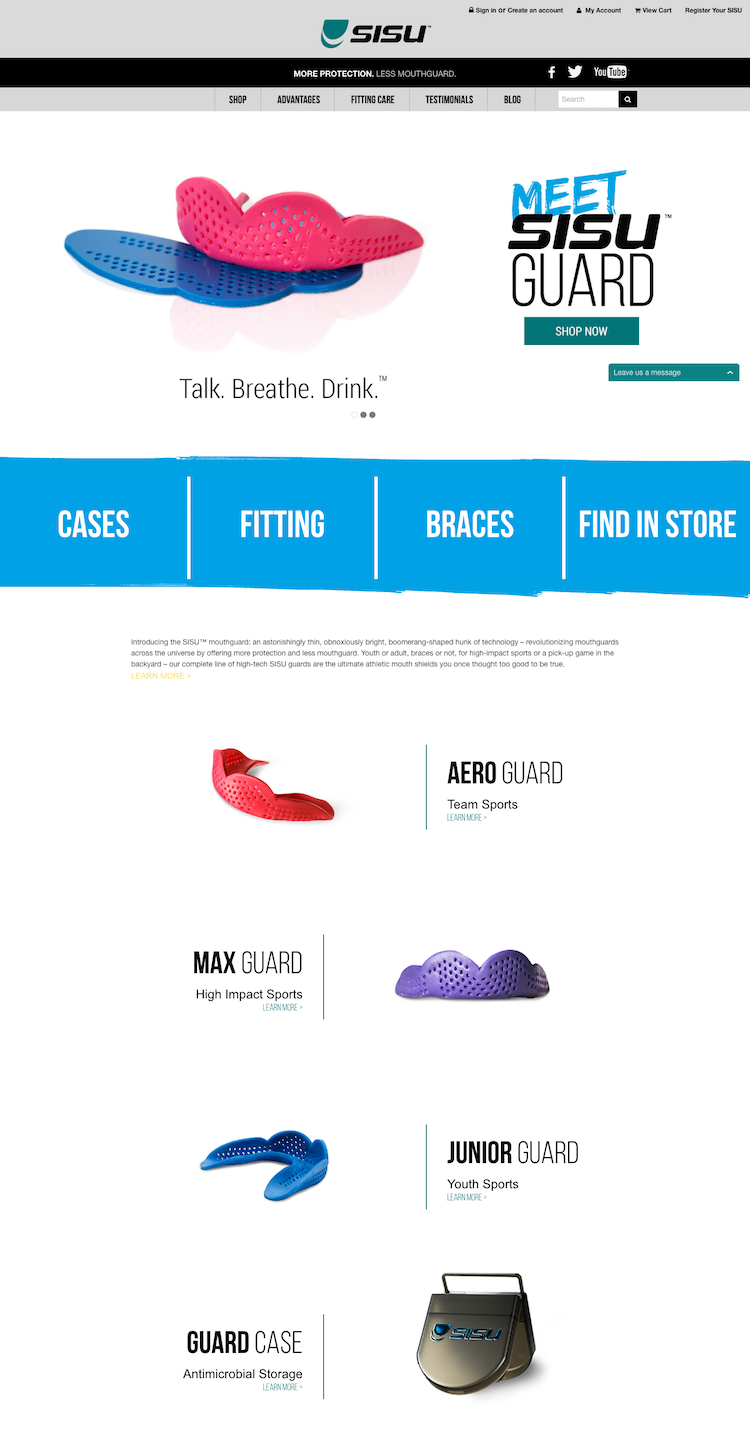 Sign in or Create an account My Account View Cart Register Your SISU
SISU™
MORE PROTECTION. LESS MOUTHGUARD.
f You Tube
SHOP ADVANTAGES FITTING CARE TESTIMONIALS BLOG Search
MEET
SISU™
GUARD
SHOP NOW
Leave us a message
Talk. Breathe. Drink.™
CASES FITTING BRACES FIND IN STORE
Introducing the SISU™ mouthguard: an astonishingly thin, obnoxiously bright, boomerang-shaped hunk of technology – revolutionizing mouthguards
across the universe by offering more protection and less mouthguard. Youth or adult, braces or not, for high-impact sports or a pick-up game in the
backyard – our complete line of high-tech SISU guards are the ultimate athletic mouth shields you once thought too good to be true.
LEARN MORE >
AERO GUARD
Team Sports
LEARN MORE >
MAX GUARD
High Impact Sports
LEARN MORE >
JUNIOR GUARD
Youth Sports
LEARN MORE >
SISU
GUARD CASE
Antimicrobial Storage
LEARN MORE >